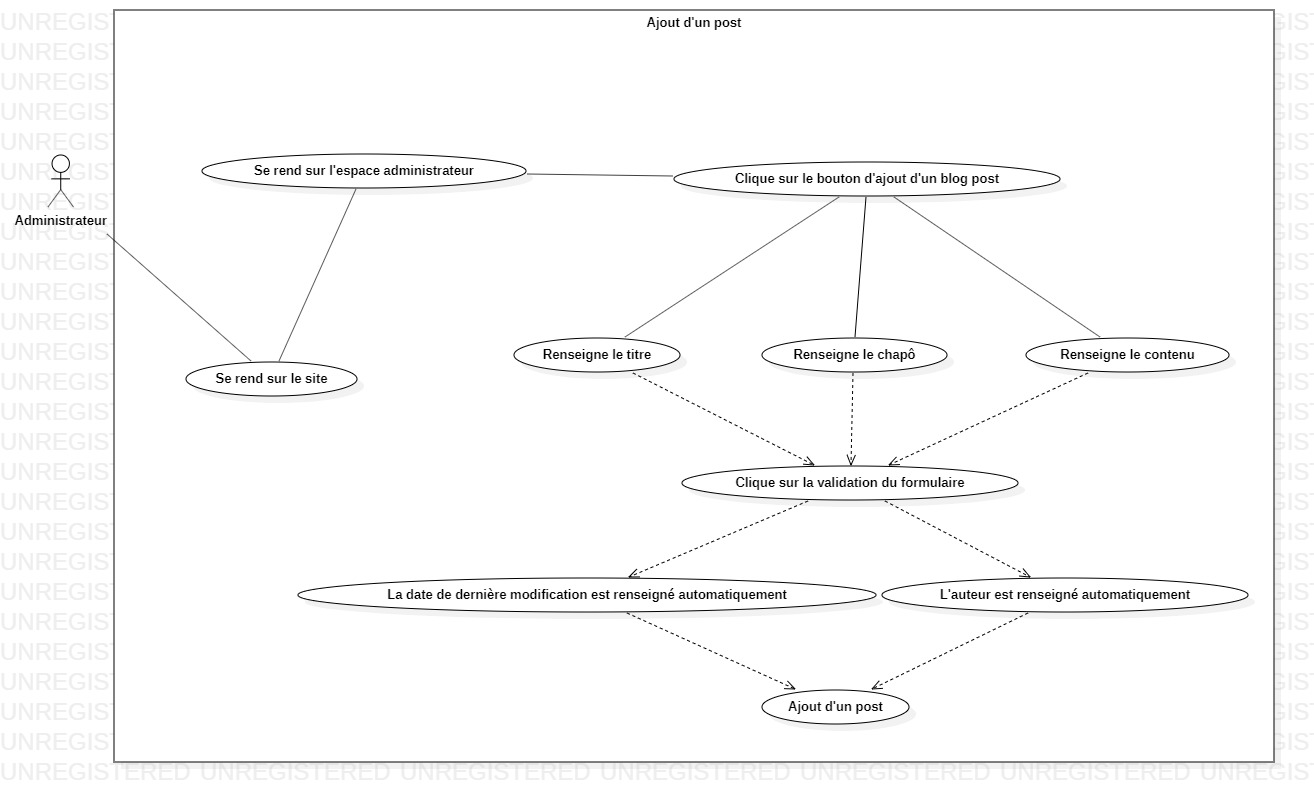 Ajout d'un post
Se rend sur l'espace administrateur
Clique sur le bouton d'ajout d'un blog post
Administrateur
Renseigne le titre
Renseigne le chapô
Renseigne le contenu
Se rend sur le site
Clique sur la validation du formulaire
La date de dernière modification est renseigné automatiquement
L'auteur est renseigné automatiquement
Ajout d'un post
UNREGISTERED UNREGISTERED UNREGISTERED UNREGISTERED UNREGISTERED UNREGISTERED UNREGIST